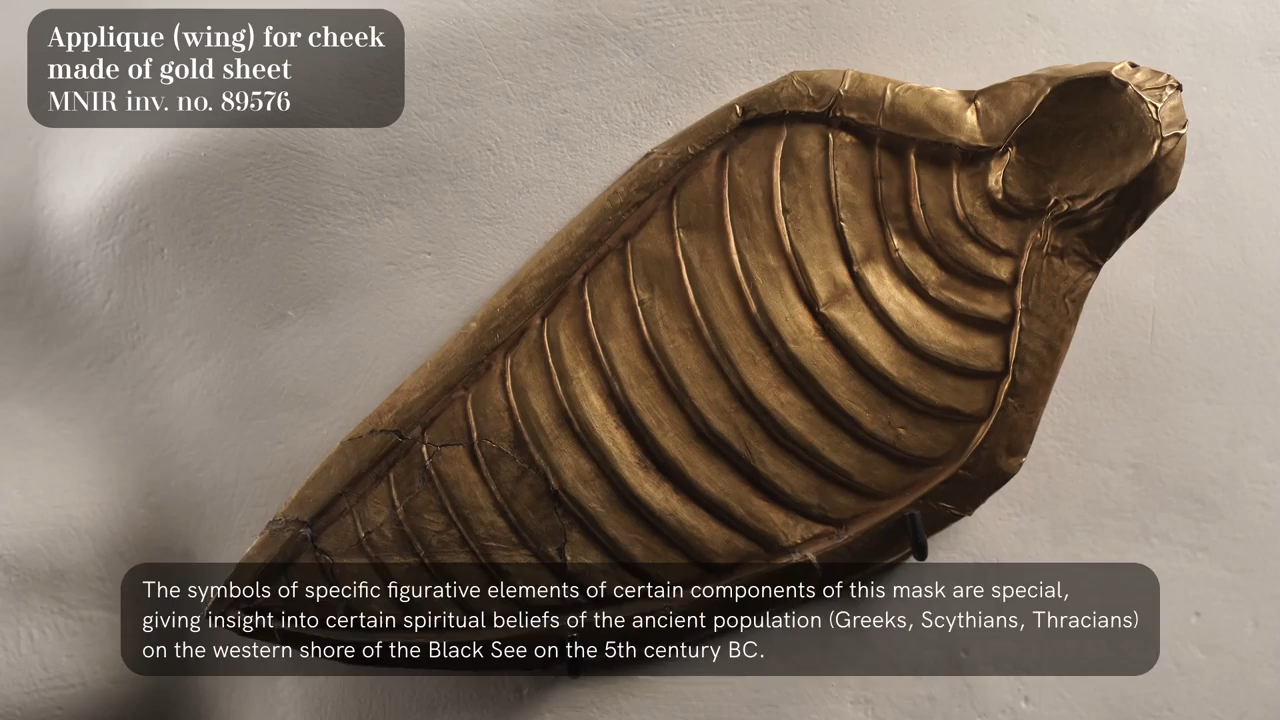 Applique (wing) for cheek
made of gold sheet
MNIR inv. no. 89576
The symbols of specific figurative elements of certain components of this mask are special,
giving insight into certain spiritual beliefs of the ancient population (Greeks, Scythians, Thracians)
on the western shore of the Black See on the 5th century BC.